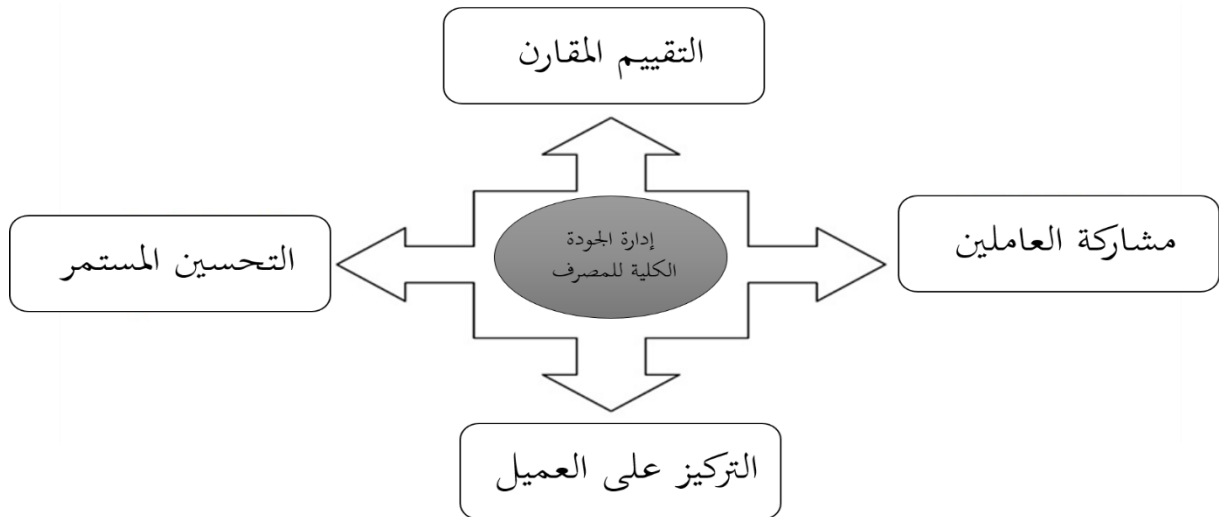 التقييم المقارن
مشاركة العاملين
إدارة الجودة
الكلية للمصرف
التحسين المستمر
التركيز على العميل